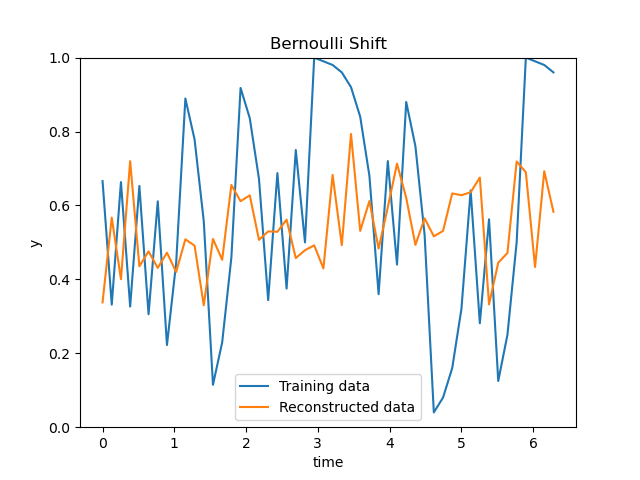 Bernoulli Shift
1.0
0.8
0.6
0.4
0.2
0.0
y
Training data
Reconstructed data
0 1 2 3 4 5 6
time